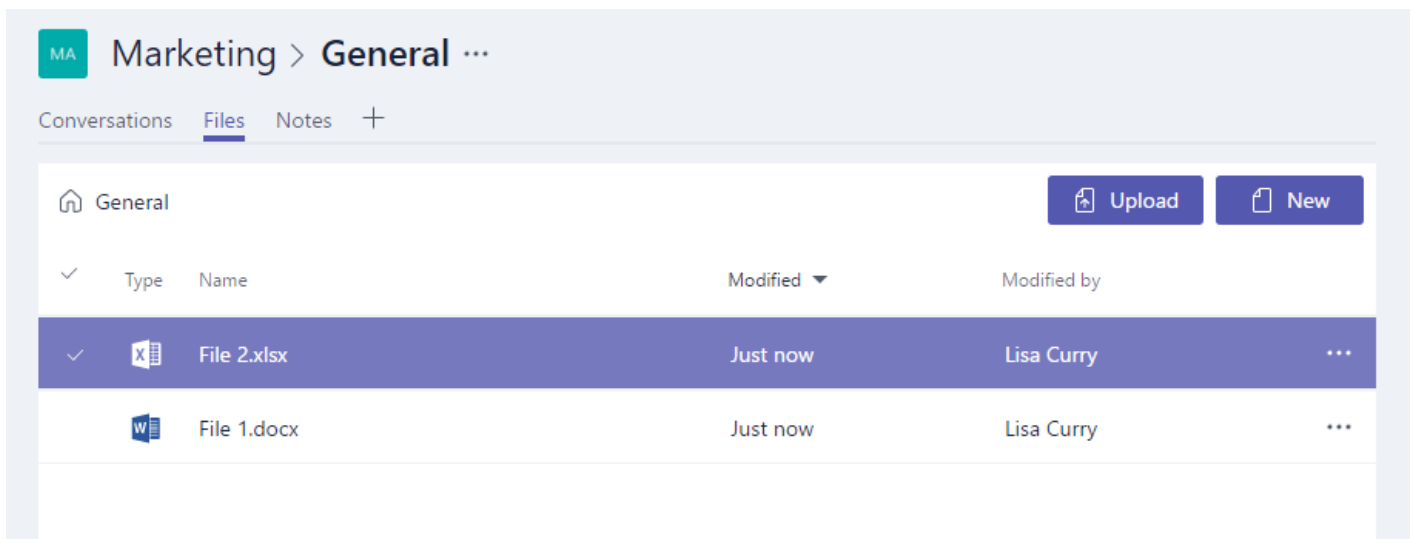 MA Marketing > General ...
Conversations Files Notes +
General Upload New
Type Name Modified Modified by
File 2.xlsx Just now Lisa Curry ...
File 1.docx Just now Lisa Curry ...